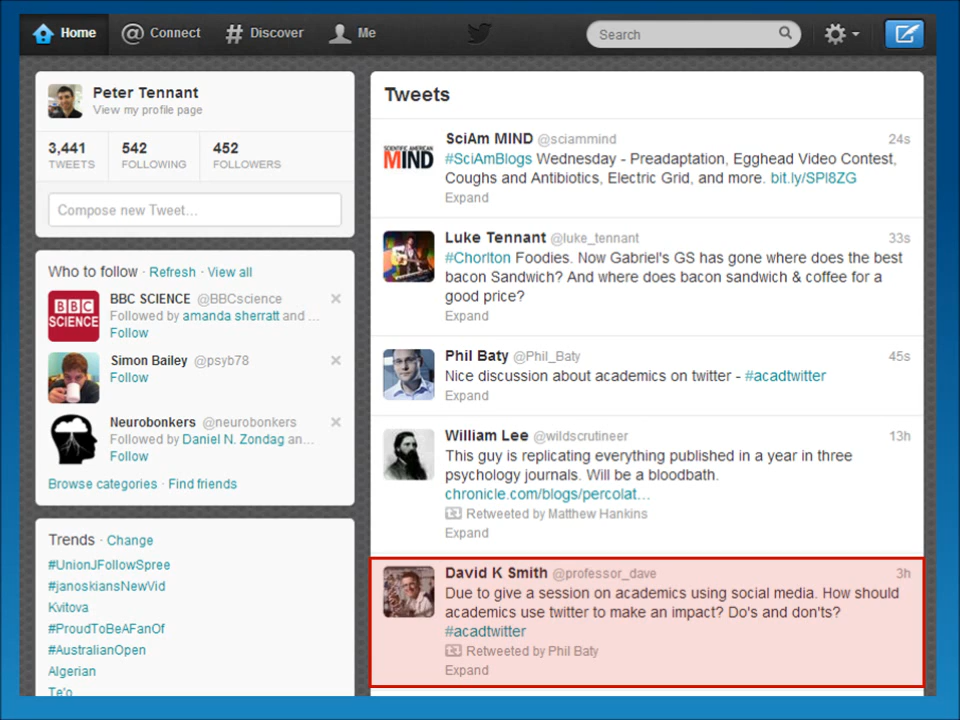 Home
Connect
Discover
Me
Search
Peter Tennant
View my profile page
3,441
TWEETS
542
FOLLOWING
452
FOLLOWERS
Compose new Tweet…
Who to follow · Refresh · View all
BBC SCIENCE
BBC SCIENCE @BBCscience
Followed by amanda sherratt and …
Follow
Simon Bailey @psyb78
Follow
Neurobonkers @neurobonkers
Followed by Daniel N. Zondag an…
Follow
Browse categories · Find friends
Trends · Change
#UnionJFollowSpree
#janoskiansNewVid
Kvitova
#ProudToBeAFanOf
#AustralianOpen
Algerian
Te'o
Tweets
SCIENTIFIC AMERICAN
MIND
SciAm MIND @sciammind 24s
#SciAmBlogs Wednesday - Preadaptation, Egghead Video Contest,
Coughs and Antibiotics, Electric Grid, and more. bit.ly/SPI8ZG
Expand
Luke Tennant @luke_tennant 33s
#Chorlton Foodies. Now Gabriel's GS has gone where does the best
bacon Sandwich? And where does bacon sandwich & coffee for a
good price?
Expand
Phil Baty @Phil_Baty 45s
Nice discussion about academics on twitter - #acadtwitter
Expand
William Lee @wildscrutineer 13h
This guy is replicating everything published in a year in three
psychology journals. Will be a bloodbath.
chronicle.com/blogs/percolat…
Retweeted by Matthew Hankins
Expand
David K Smith @professor_dave 3h
Due to give a session on academics using social media. How should
academics use twitter to make an impact? Do's and don'ts?
#acadtwitter
Retweeted by Phil Baty
Expand